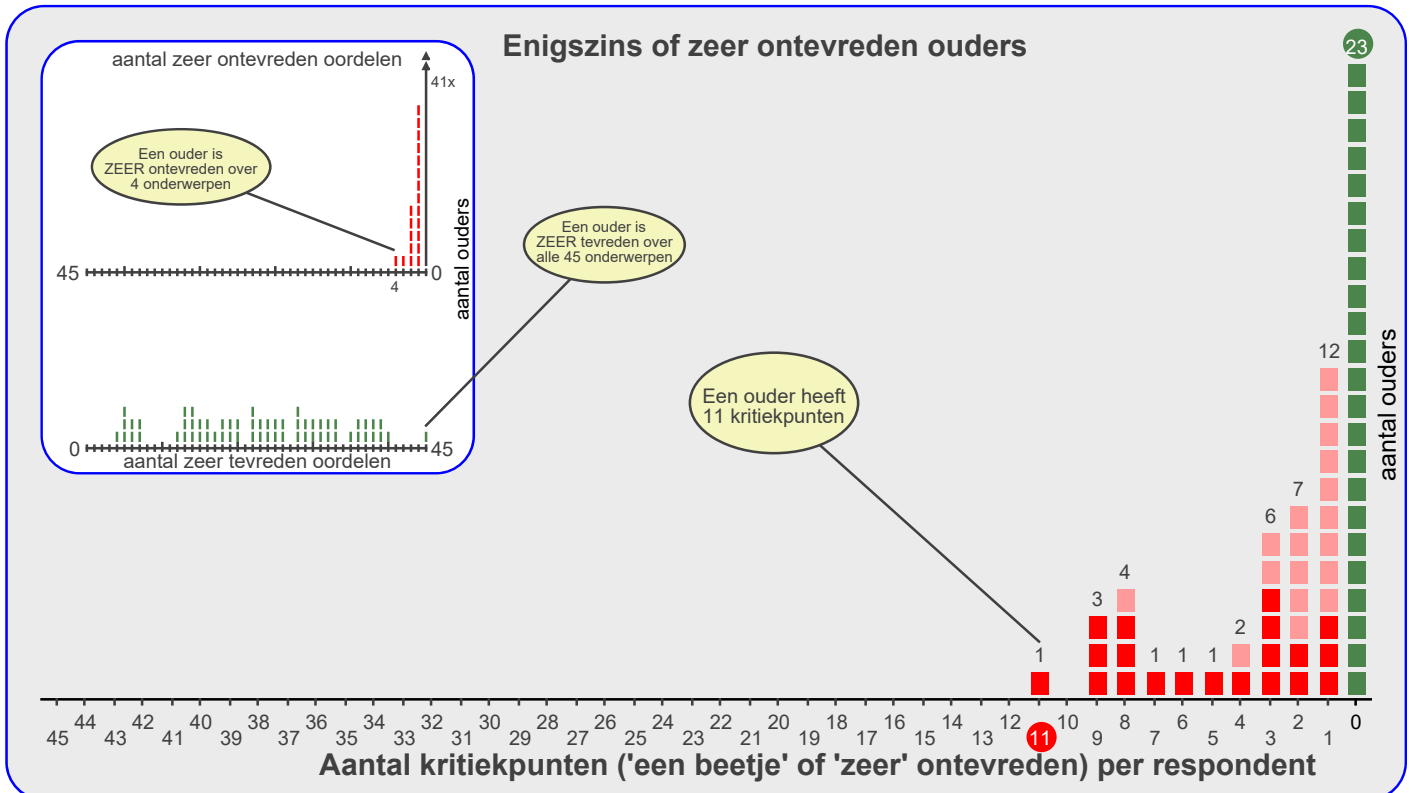 Enigszins of zeer ontevreden ouders
23
aantal zeer ontevreden oordelen
41x
Een ouder is
ZEER ontevreden over
4 onderwerpen
45
0
4
aantal ouders
Een ouder is
ZEER tevreden over
alle 45 onderwerpen
0
45
aantal zeer tevreden oordelen
Een ouder heeft
11 kritiekpunten
aantal ouders
1 3 4 1 1 1 2 6 7 12
44 42 40 38 36 34 32 30 28 26 24 22 20 18 16 14 12 10 8 6 4 2 0
45 43 41 39 37 35 33 31 29 27 25 23 21 19 17 15 13 11 9 7 5 3 1
Aantal kritiekpunten ('een beetje' of 'zeer' ontevreden) per respondent